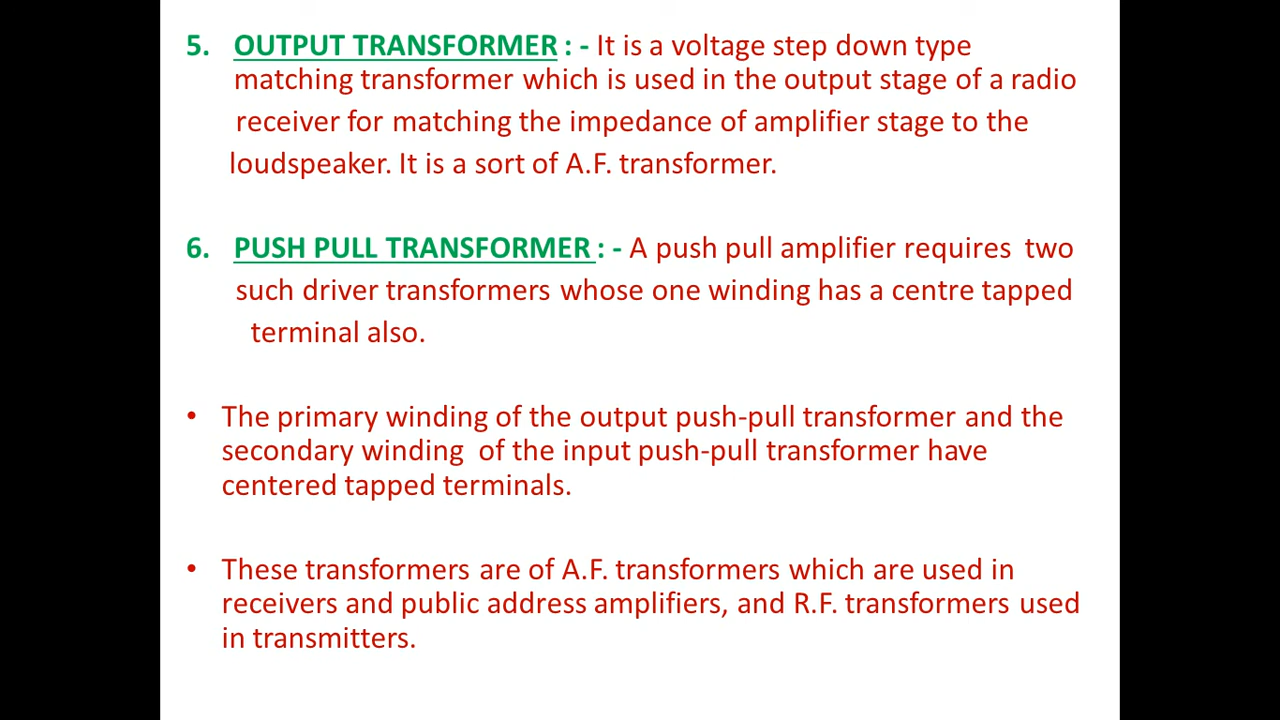 5. OUTPUT TRANSFORMER : - It is a voltage step down type
matching transformer which is used in the output stage of a radio
receiver for matching the impedance of amplifier stage to the
loudspeaker. It is a sort of A.F. transformer.
6. PUSH PULL TRANSFORMER : - A push pull amplifier requires two
such driver transformers whose one winding has a centre tapped
terminal also.
• The primary winding of the output push-pull transformer and the
secondary winding of the input push-pull transformer have
centered tapped terminals.
• These transformers are of A.F. transformers which are used in
receivers and public address amplifiers, and R.F. transformers used
in transmitters.